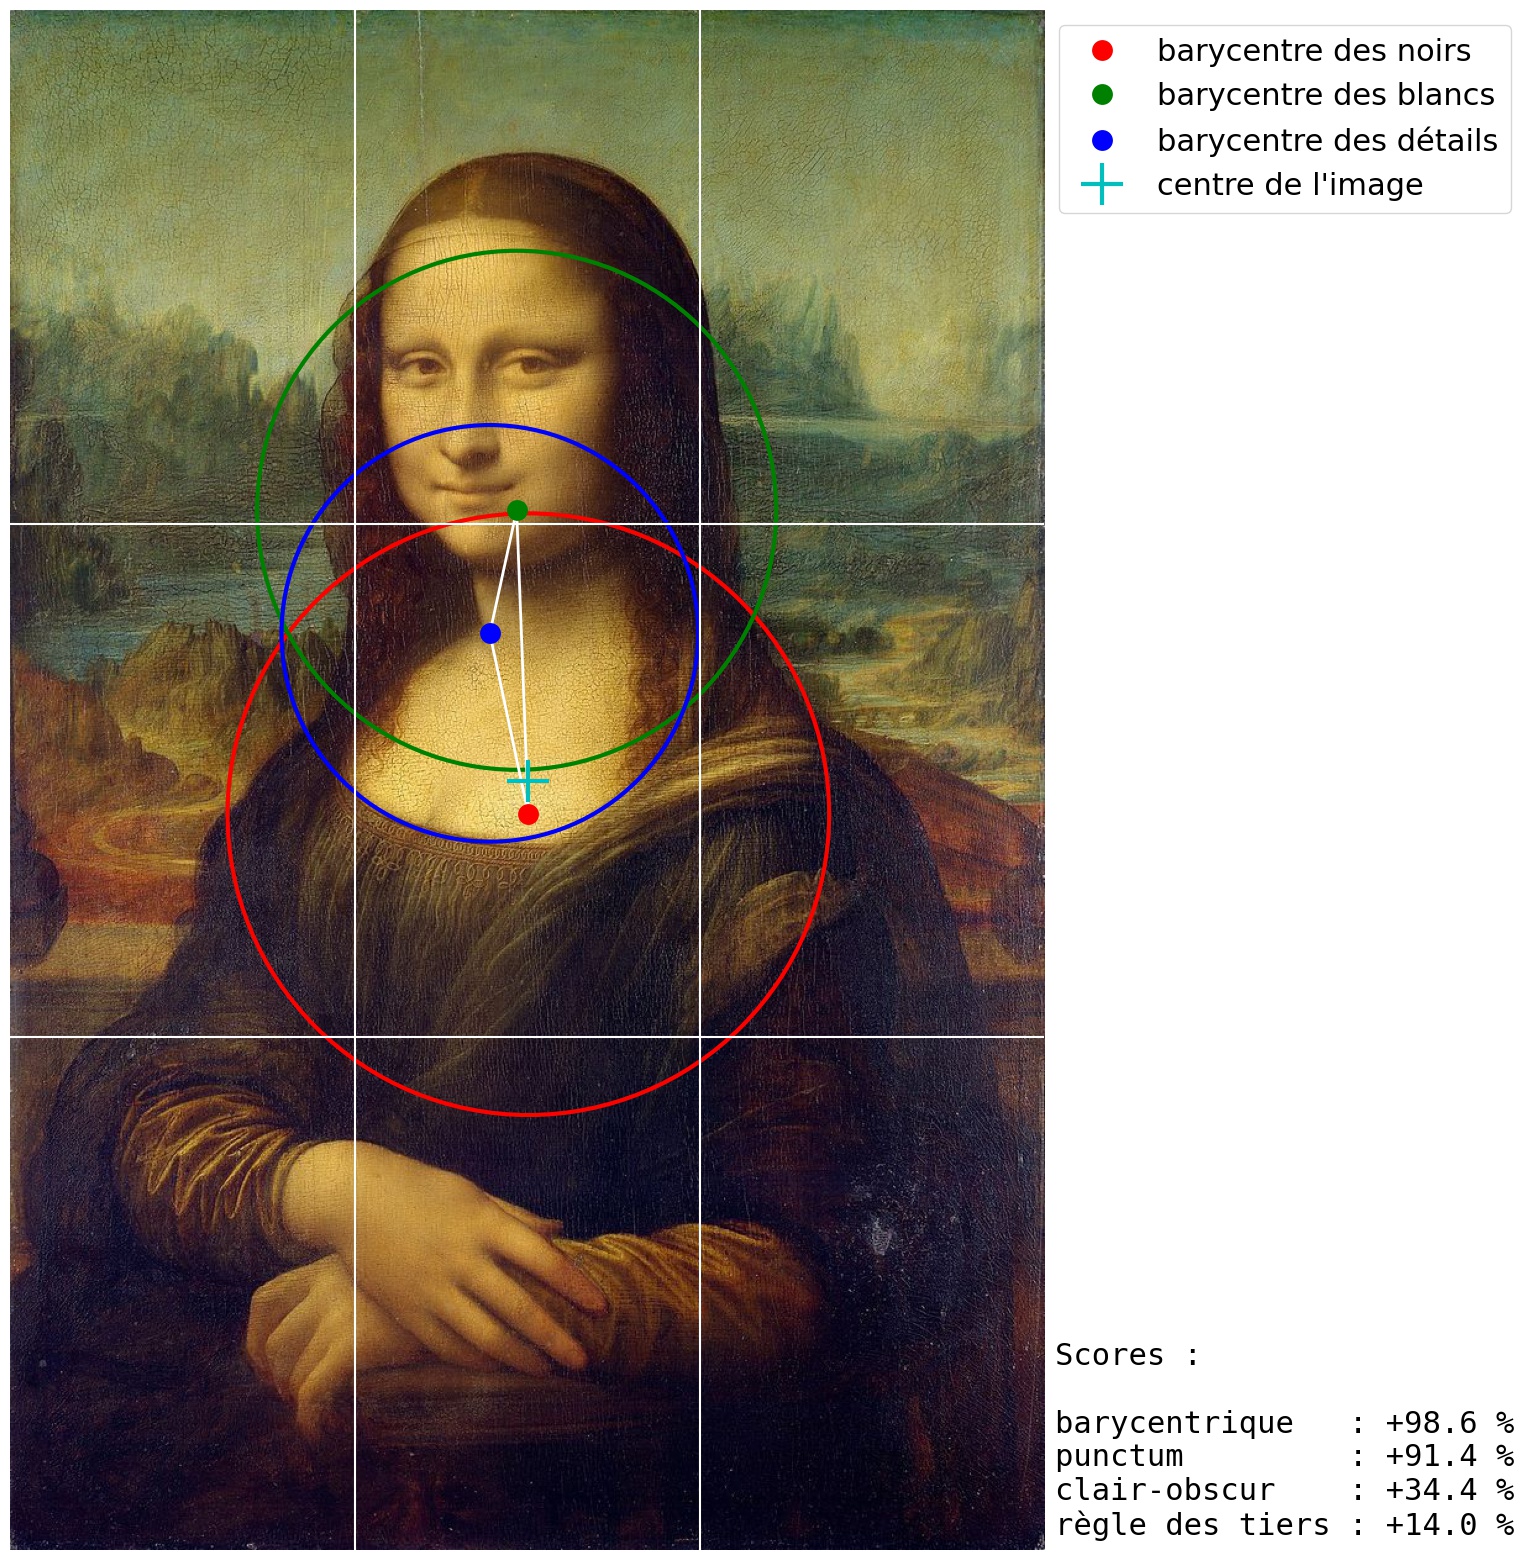 barycentre des noirs
barycentre des blancs
barycentre des détails
centre de l'image
Scores :
barycentrique : +98.6 %
punctum : +91.4 %
clair-obscur : +34.4 %
règle des tiers : +14.0 %